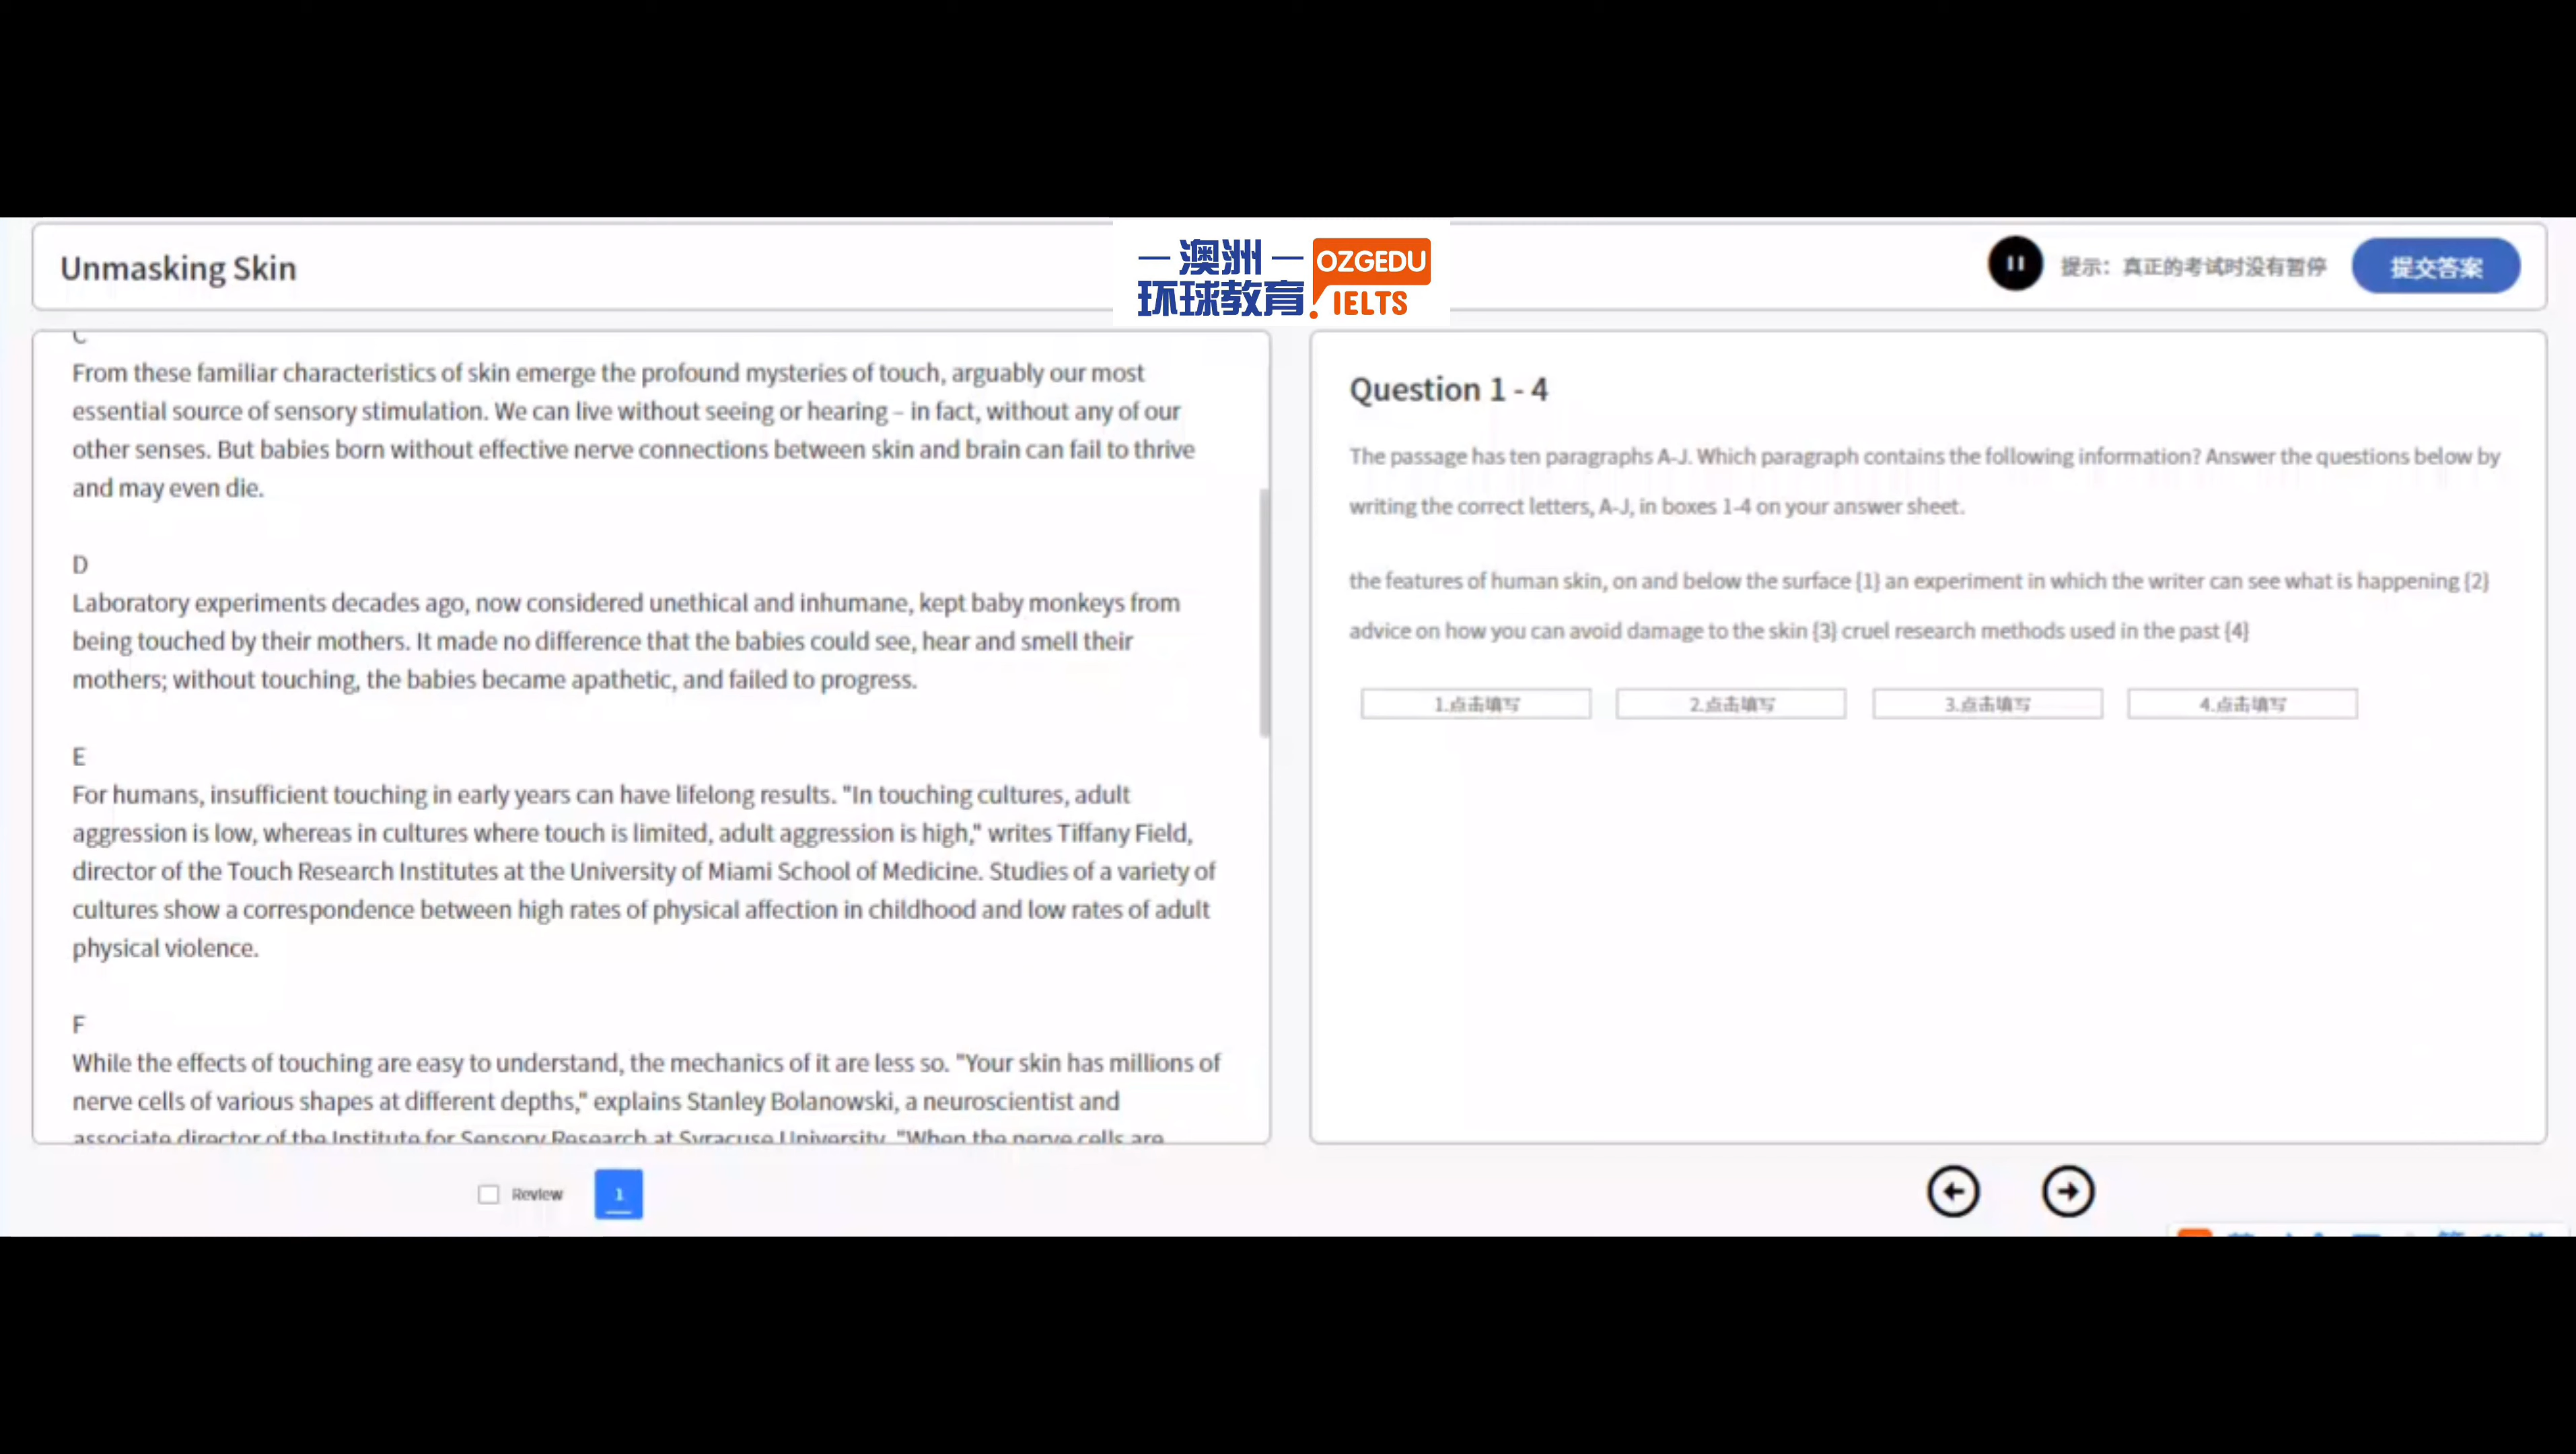 Unmasking Skin
澳洲
环球教育
OZGEDU
IELTS
提示：真正的考试时没有暂停
提交答案
C
From these familiar characteristics of skin emerge the profound mysteries of touch, arguably our most
essential source of sensory stimulation. We can live without seeing or hearing – in fact, without any of our
other senses. But babies born without effective nerve connections between skin and brain can fail to thrive
and may even die.
D
Laboratory experiments decades ago, now considered unethical and inhumane, kept baby monkeys from
being touched by their mothers. It made no difference that the babies could see, hear and smell their
mothers; without touching, the babies became apathetic, and failed to progress.
E
For humans, insufficient touching in early years can have lifelong results. "In touching cultures, adult
aggression is low, whereas in cultures where touch is limited, adult aggression is high," writes Tiffany Field,
director of the Touch Research Institutes at the University of Miami School of Medicine. Studies of a variety of
cultures show a correspondence between high rates of physical affection in childhood and low rates of adult
physical violence.
F
While the effects of touching are easy to understand, the mechanics of it are less so. "Your skin has millions of
nerve cells of various shapes at different depths," explains Stanley Bolanowski, a neuroscientist and
associate director of the Institute for Sensory Research at Syracuse University. "When the nerve cells are
Question 1 - 4
The passage has ten paragraphs A-J. Which paragraph contains the following information? Answer the questions below by
writing the correct letters, A-J, in boxes 1-4 on your answer sheet.
the features of human skin, on and below the surface {1} an experiment in which the writer can see what is happening {2}
advice on how you can avoid damage to the skin {3} cruel research methods used in the past {4}
1.点击填写 2.点击填写 3.点击填写 4.点击填写
Review 1